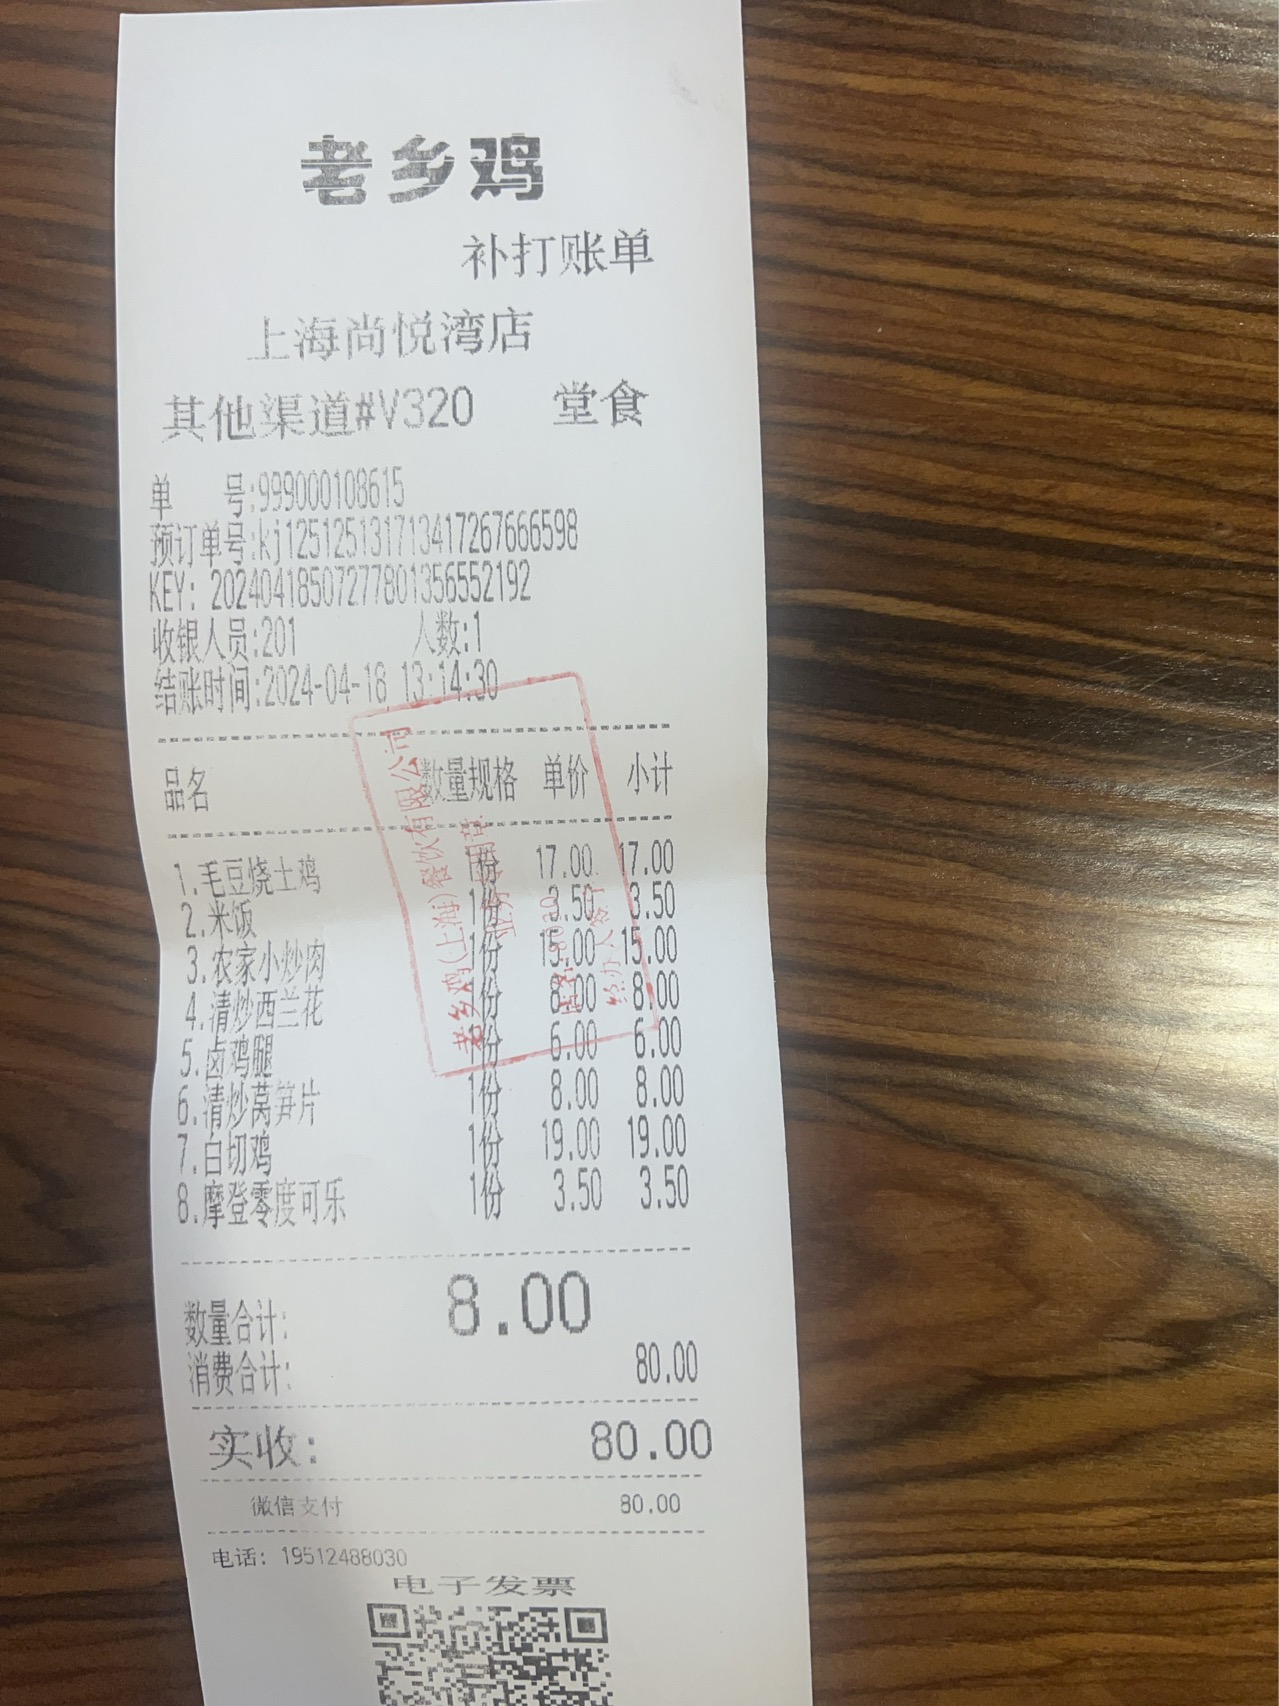 老乡鸡
补打账单
上海尚悦湾店
其他渠道#V320 堂食
单 号:999000108615
预订单号:kj1251251317134172676665​98
KEY: 202404185072777801356552192
收银人员:201 人数:1
结账时间:2024-04-18 13:14:30
品名 数量规格 单价 小计
1.毛豆烧土鸡 1份 17.00 17.00
2.米饭 1份 3.50 3.50
3.农家小炒肉 1份 15.00 15.00
4.清炒西兰花 1份 8.00 8.00
5.卤鸡腿 1份 6.00 6.00
6.清炒莴笋片 1份 8.00 8.00
7.白切鸡 1份 19.00 19.00
8.摩登零度可乐 1份 3.50 3.50
老乡鸡(上海)餐饮有限公司
经办人签
数量合计: 8.00
消费合计: 80.00
实收: 80.00
微信支付 80.00
电话: 19512488030
电子发票